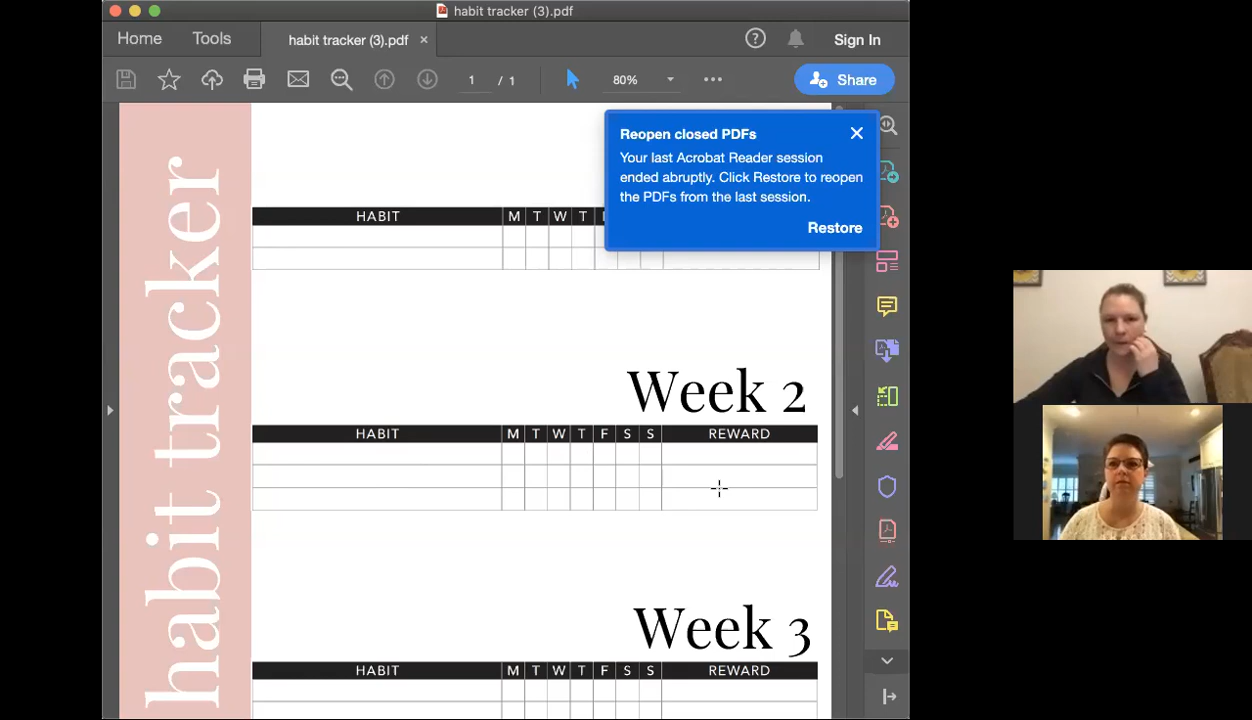 habit tracker (3).pdf
Home Tools habit tracker (3).pdf × Sign In
1 / 1 80% Share
Reopen closed PDFs
Your last Acrobat Reader session
ended abruptly. Click Restore to reopen
the PDFs from the last session.
Restore
habit tracker
HABIT M T W T
Week 2
HABIT M T W T F S S REWARD
Week 3
HABIT M T W T F S S REWARD